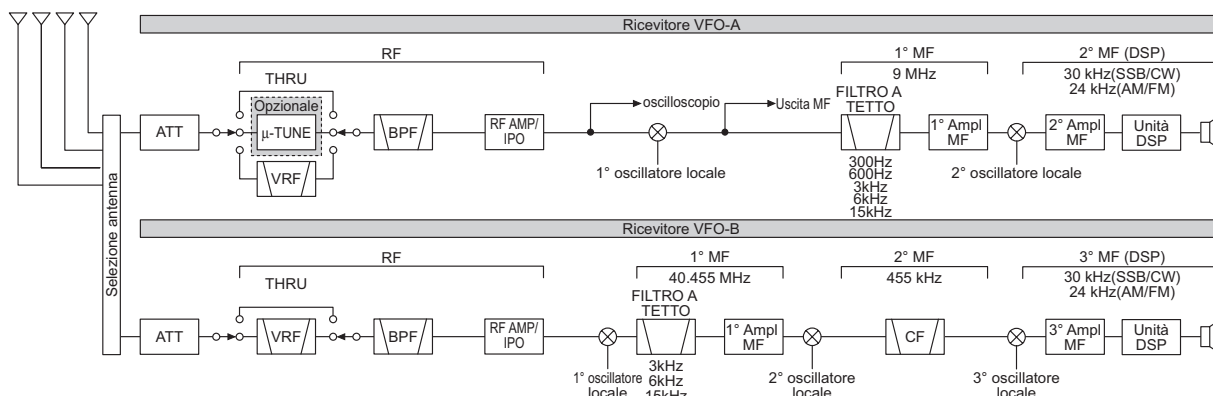 Ricevitore VFO-A
RF
1° MF
2° MF (DSP)
9 MHz
30 kHz(SSB/CW)
24 kHz(AM/FM)
THRU
Opzionale
oscilloscopio
Uscita MF
FILTRO A
TETTO
ATT
µ-TUNE
BPF
RF AMP/
IPO
1° Ampl
MF
2° Ampl
MF
Unità
DSP
VRF
1° oscillatore locale
300Hz
600Hz
3kHz
6kHz
15kHz
2° oscillatore locale
Selezione antenna
Ricevitore VFO-B
RF
1° MF
2° MF
3° MF (DSP)
40.455 MHz
455 kHz
30 kHz(SSB/CW)
24 kHz(AM/FM)
THRU
FILTRO A
TETTO
ATT
VRF
BPF
RF AMP/
IPO
1° Ampl
MF
CF
3° Ampl
MF
Unità
DSP
1° oscillatore
locale
3kHz
6kHz
15kHz
2° oscillatore
locale
3° oscillatore
locale